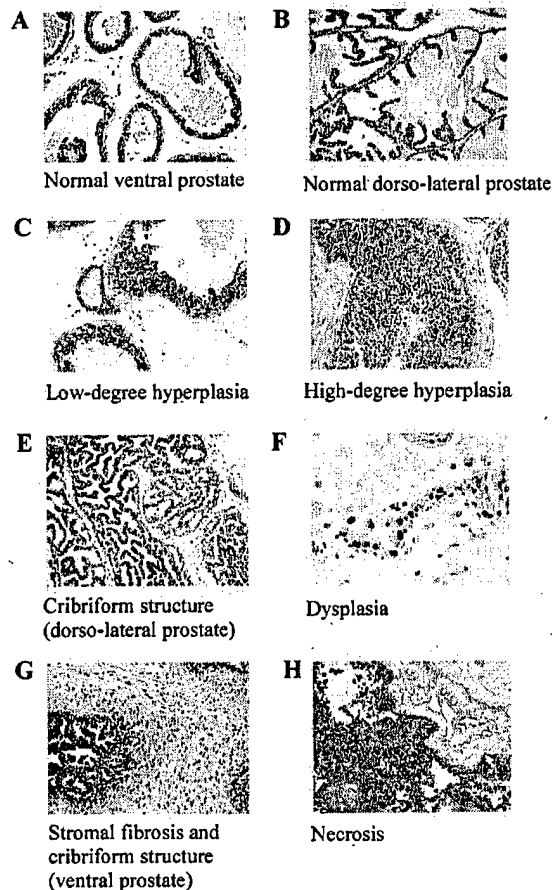 A
Normal ventral prostate
B
Normal dorso-lateral prostate
C
Low-degree hyperplasia
D
High-degree hyperplasia
E
Cribriform structure
(dorso-lateral prostate)
F
Dysplasia
G
Stromal fibrosis and
cribriform structure
(ventral prostate)
H
Necrosis